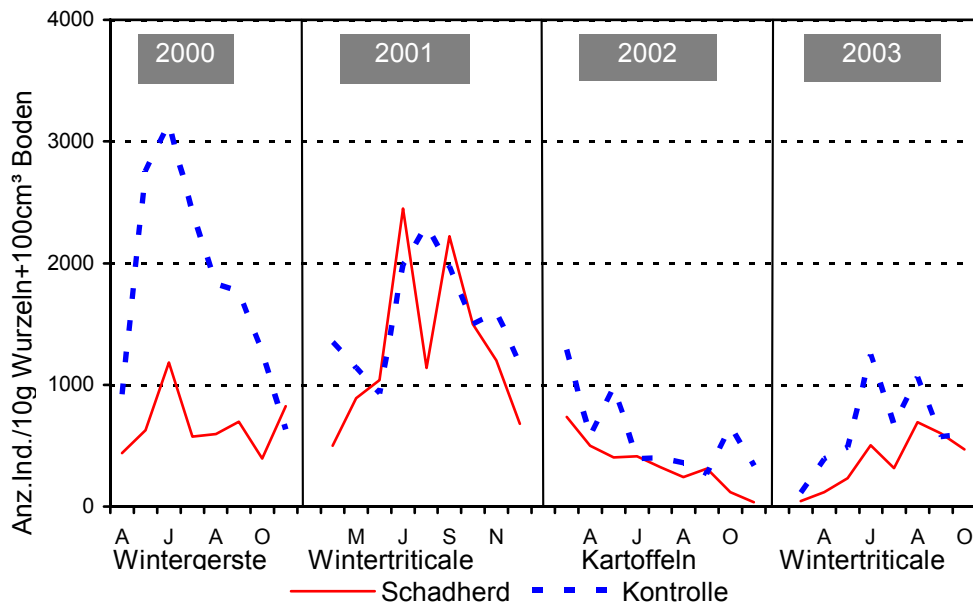 Anz.Ind./10g Wurzeln+100cm³ Boden
4000
3000
2000
1000
0
2000 2001 2002 2003
A J A O M J S N A J A O A J A O
Wintergerste Wintertriticale Kartoffeln Wintertriticale
Schadherd Kontrolle